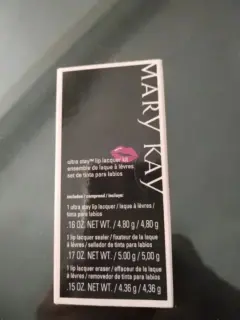 MARY KAY
ultra stay™ lip lacquer kit
ensemble de laque à lèvres
set de tinta para labios
includes / comprend / incluye
1 ultra stay lip lacquer / laque à lèvres /
tinta para labios
.16 OZ. NET WT. / 4,80 g / 4,80 g
1 lip lacquer sealer / fixateur de laque à
lèvres / sellador de tinta para labios
.17 OZ. NET WT. / 5,00 g / 5,00 g
1 lip lacquer eraser / effaceur de laque à
lèvres / removedor de tinta para labios
.15 OZ. NET WT. / 4,36 g / 4,36 g